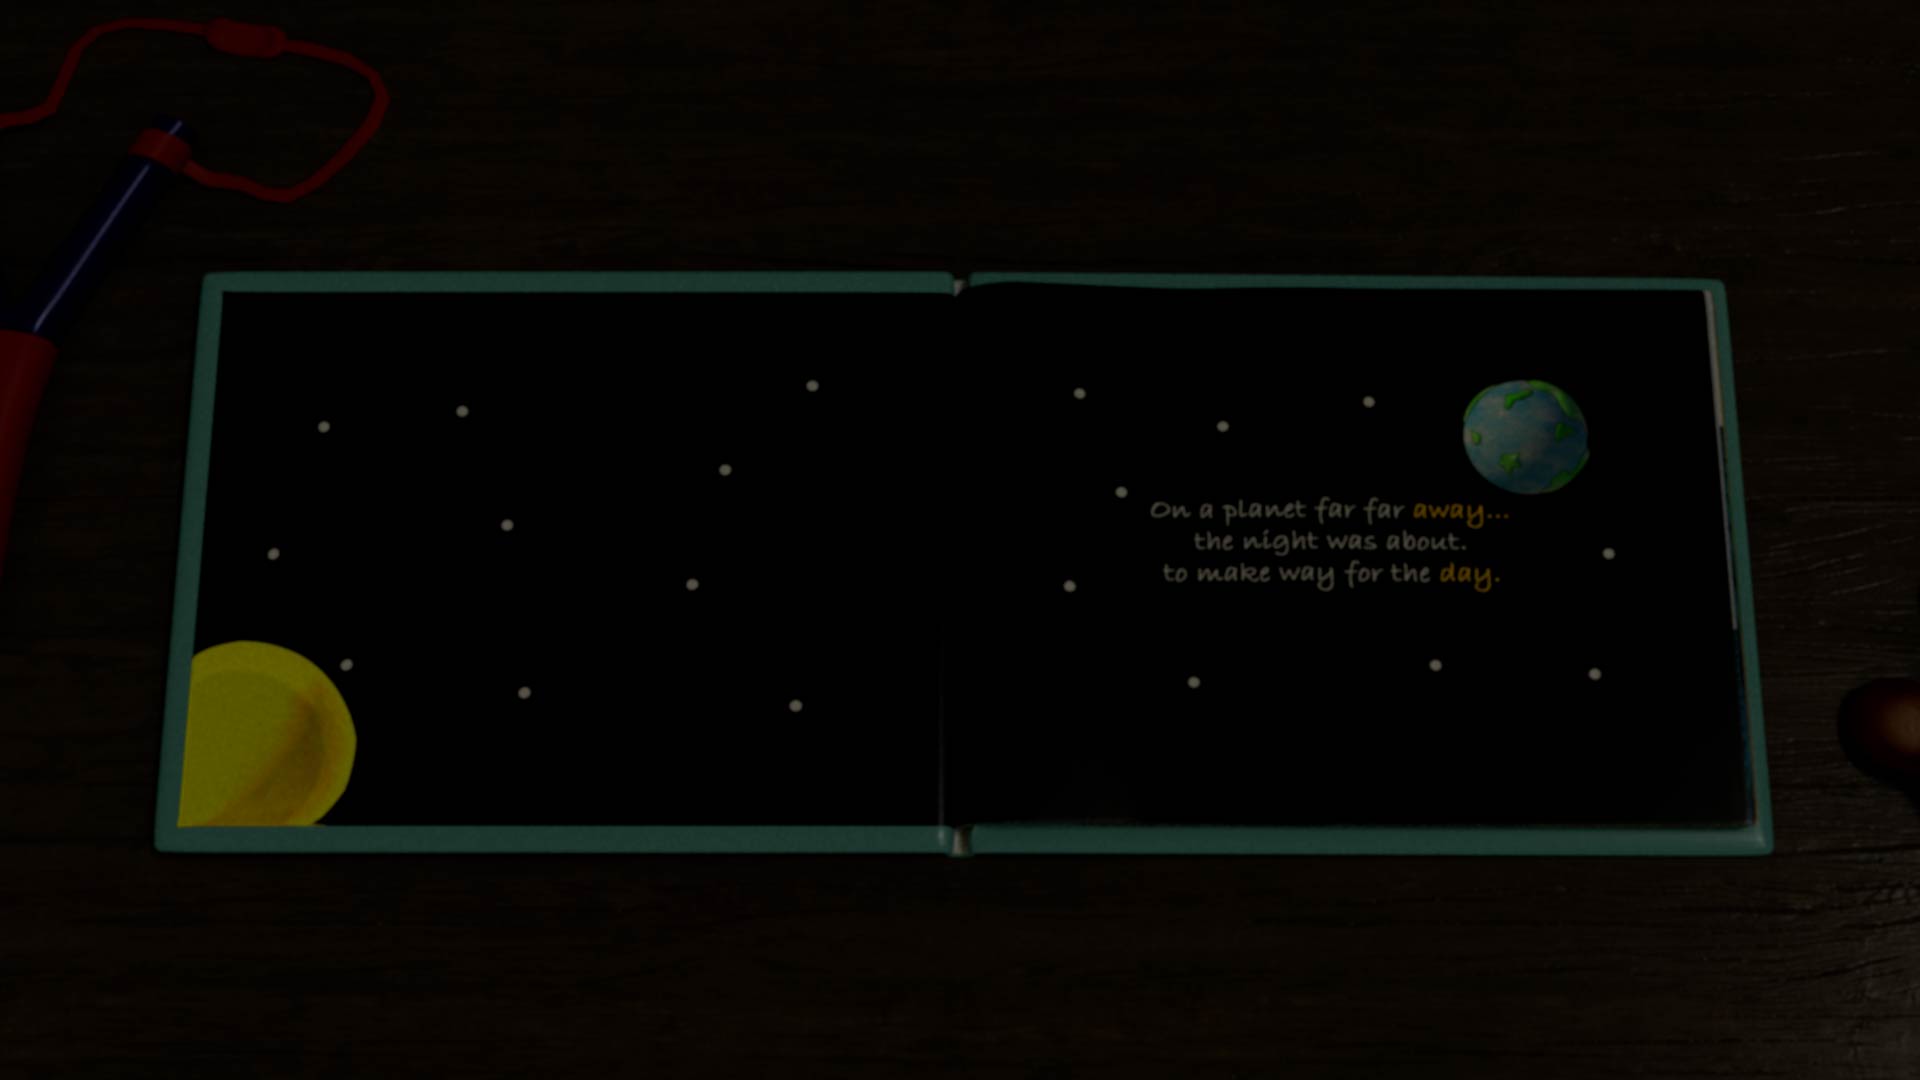 On a planet far far away...
the night was about.
to make way for the day.